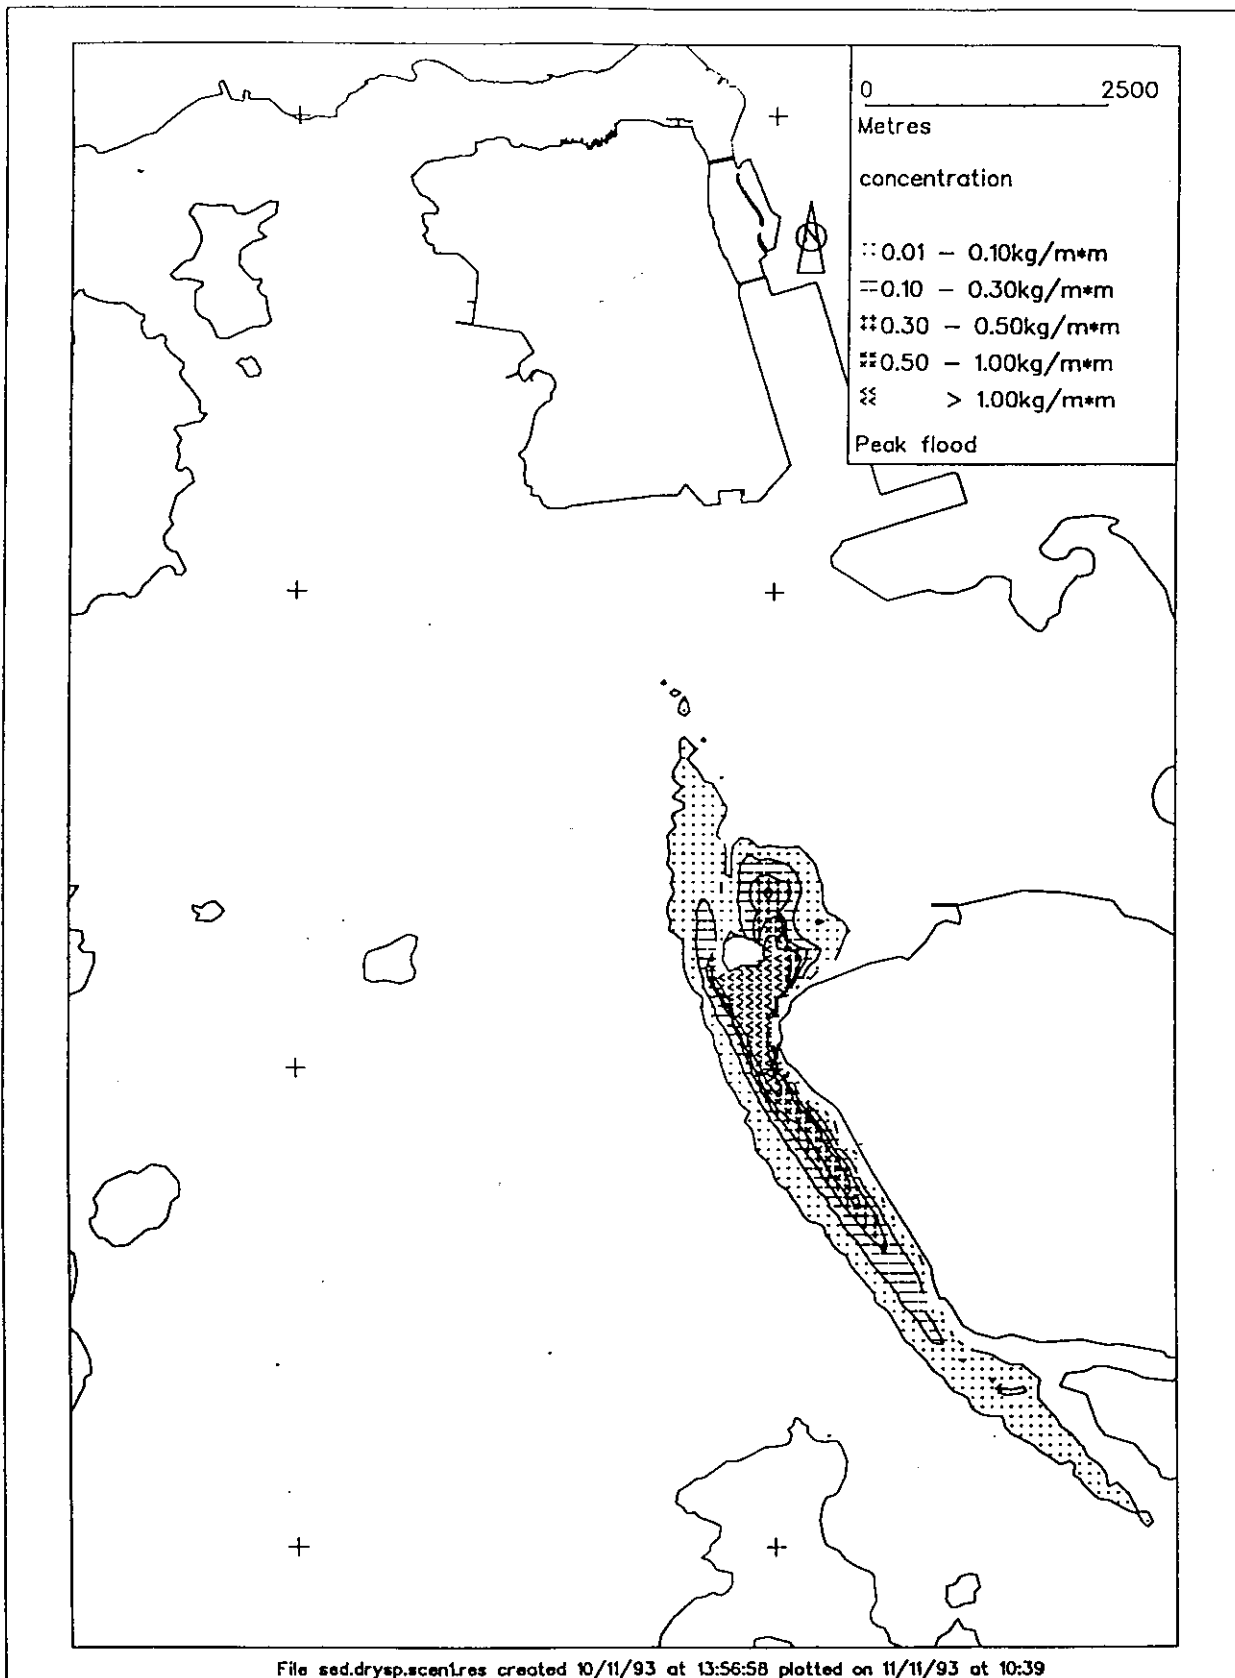 0 2500
Metres
concentration
0.01 - 0.10kg/m*m
0.10 - 0.30kg/m*m
0.30 - 0.50kg/m*m
0.50 - 1.00kg/m*m
> 1.00kg/m*m
Peak flood
File sed.drysp.scen1.res created 10/11/93 at 13:56:58 plotted on 11/11/93 at 10:39